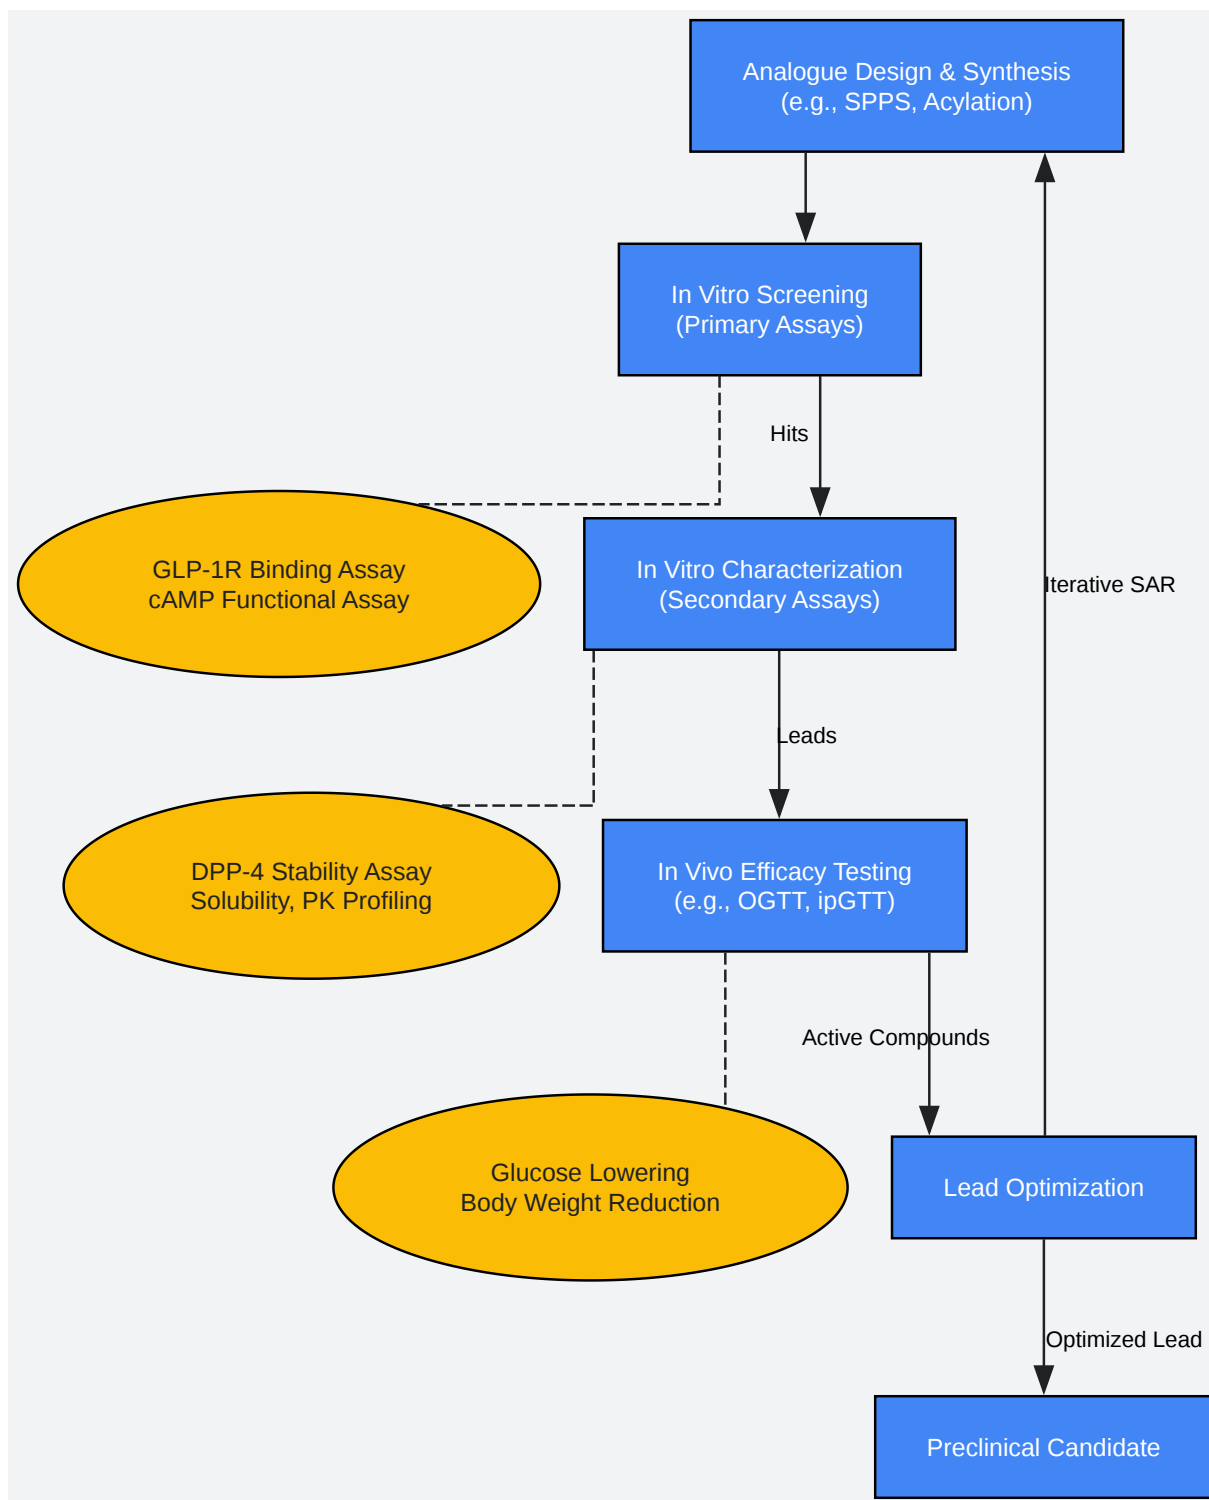 Analogue Design & Synthesis
(e.g., SPPS, Acylation)
In Vitro Screening
(Primary Assays)
Hits
GLP-1R Binding Assay
cAMP Functional Assay
In Vitro Characterization
(Secondary Assays)
Iterative SAR
Leads
DPP-4 Stability Assay
Solubility, PK Profiling
In Vivo Efficacy Testing
(e.g., OGTT, ipGTT)
Active Compounds
Glucose Lowering
Body Weight Reduction
Lead Optimization
Optimized Lead
Preclinical Candidate